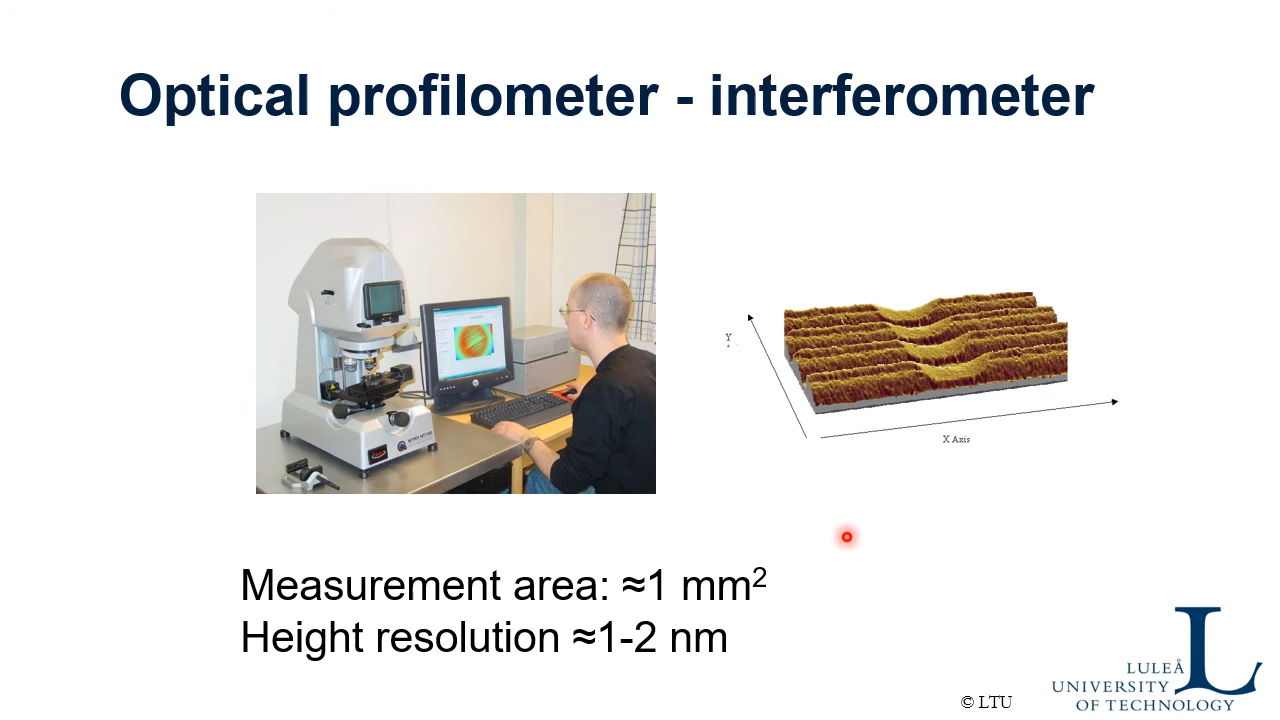 Optical profilometer - interferometer
Y
X Axis
Measurement area: ≈1 mm²
Height resolution ≈1-2 nm
LULEÅ
UNIVERSITY
OF TECHNOLOGY
© LTU